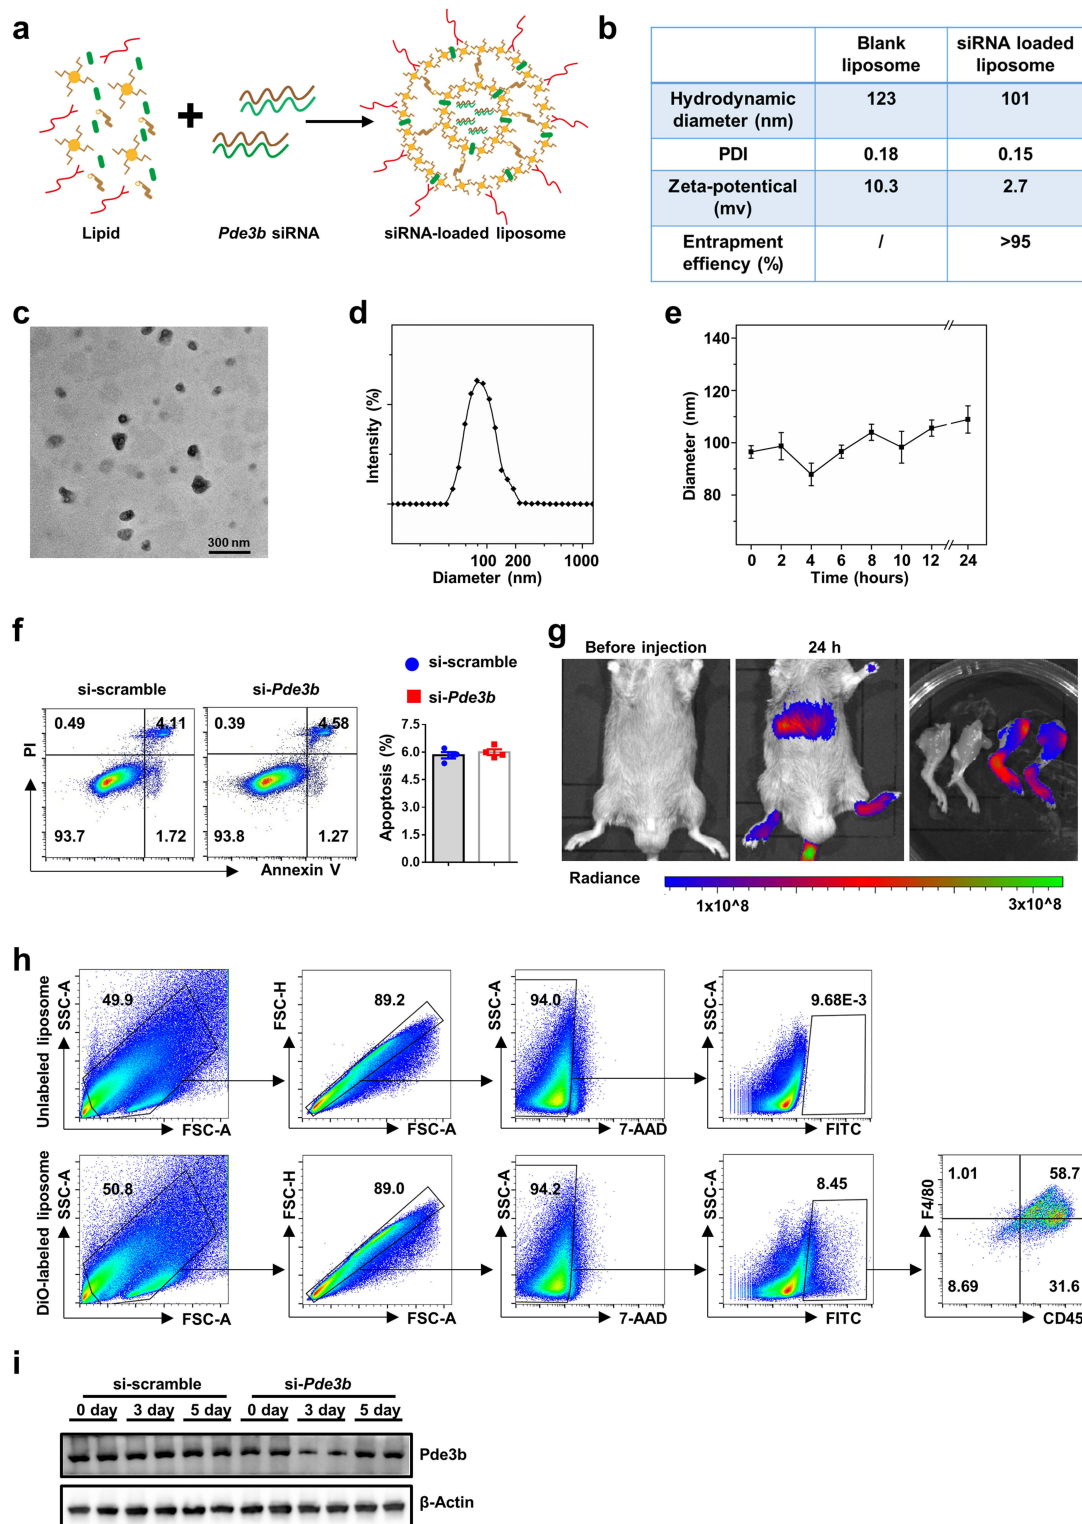 a
Lipid
Pde3b siRNA
siRNA-loaded liposome
b
Blank liposome
siRNA loaded liposome
Hydrodynamic diameter (nm)
123
101
PDI
0.18
0.15
Zeta-potentical (mv)
10.3
2.7
Entrapment effiency (%)
/
>95
c
300 nm
d
Intensity (%)
100 200 1000
Diameter (nm)
e
Diameter (nm)
140
120
100
80
0 2 4 6 8 10 12 24
Time (hours)
f
si-scramble
si-Pde3b
PI
0.49
4.11
93.7
1.72
0.39
4.58
93.8
1.27
Annexin V
si-scramble
si-Pde3b
Apoptosis (%)
7.5
6.0
4.5
3.0
1.5
0.0
g
Before injection
24 h
Radiance
1x10^8
3x10^8
h
Unlabeled liposome
SSC-A
49.9
FSC-A
FSC-H
89.2
FSC-A
SSC-A
94.0
7-AAD
SSC-A
9.68E-3
FITC
DiO-labeled liposome
SSC-A
50.8
FSC-A
FSC-H
89.0
FSC-A
SSC-A
94.2
7-AAD
SSC-A
8.45
FITC
F4/80
1.01
58.7
8.69
31.6
CD45
i
si-scramble
si-Pde3b
0 day 3 day 5 day 0 day 3 day 5 day
Pde3b
β-Actin